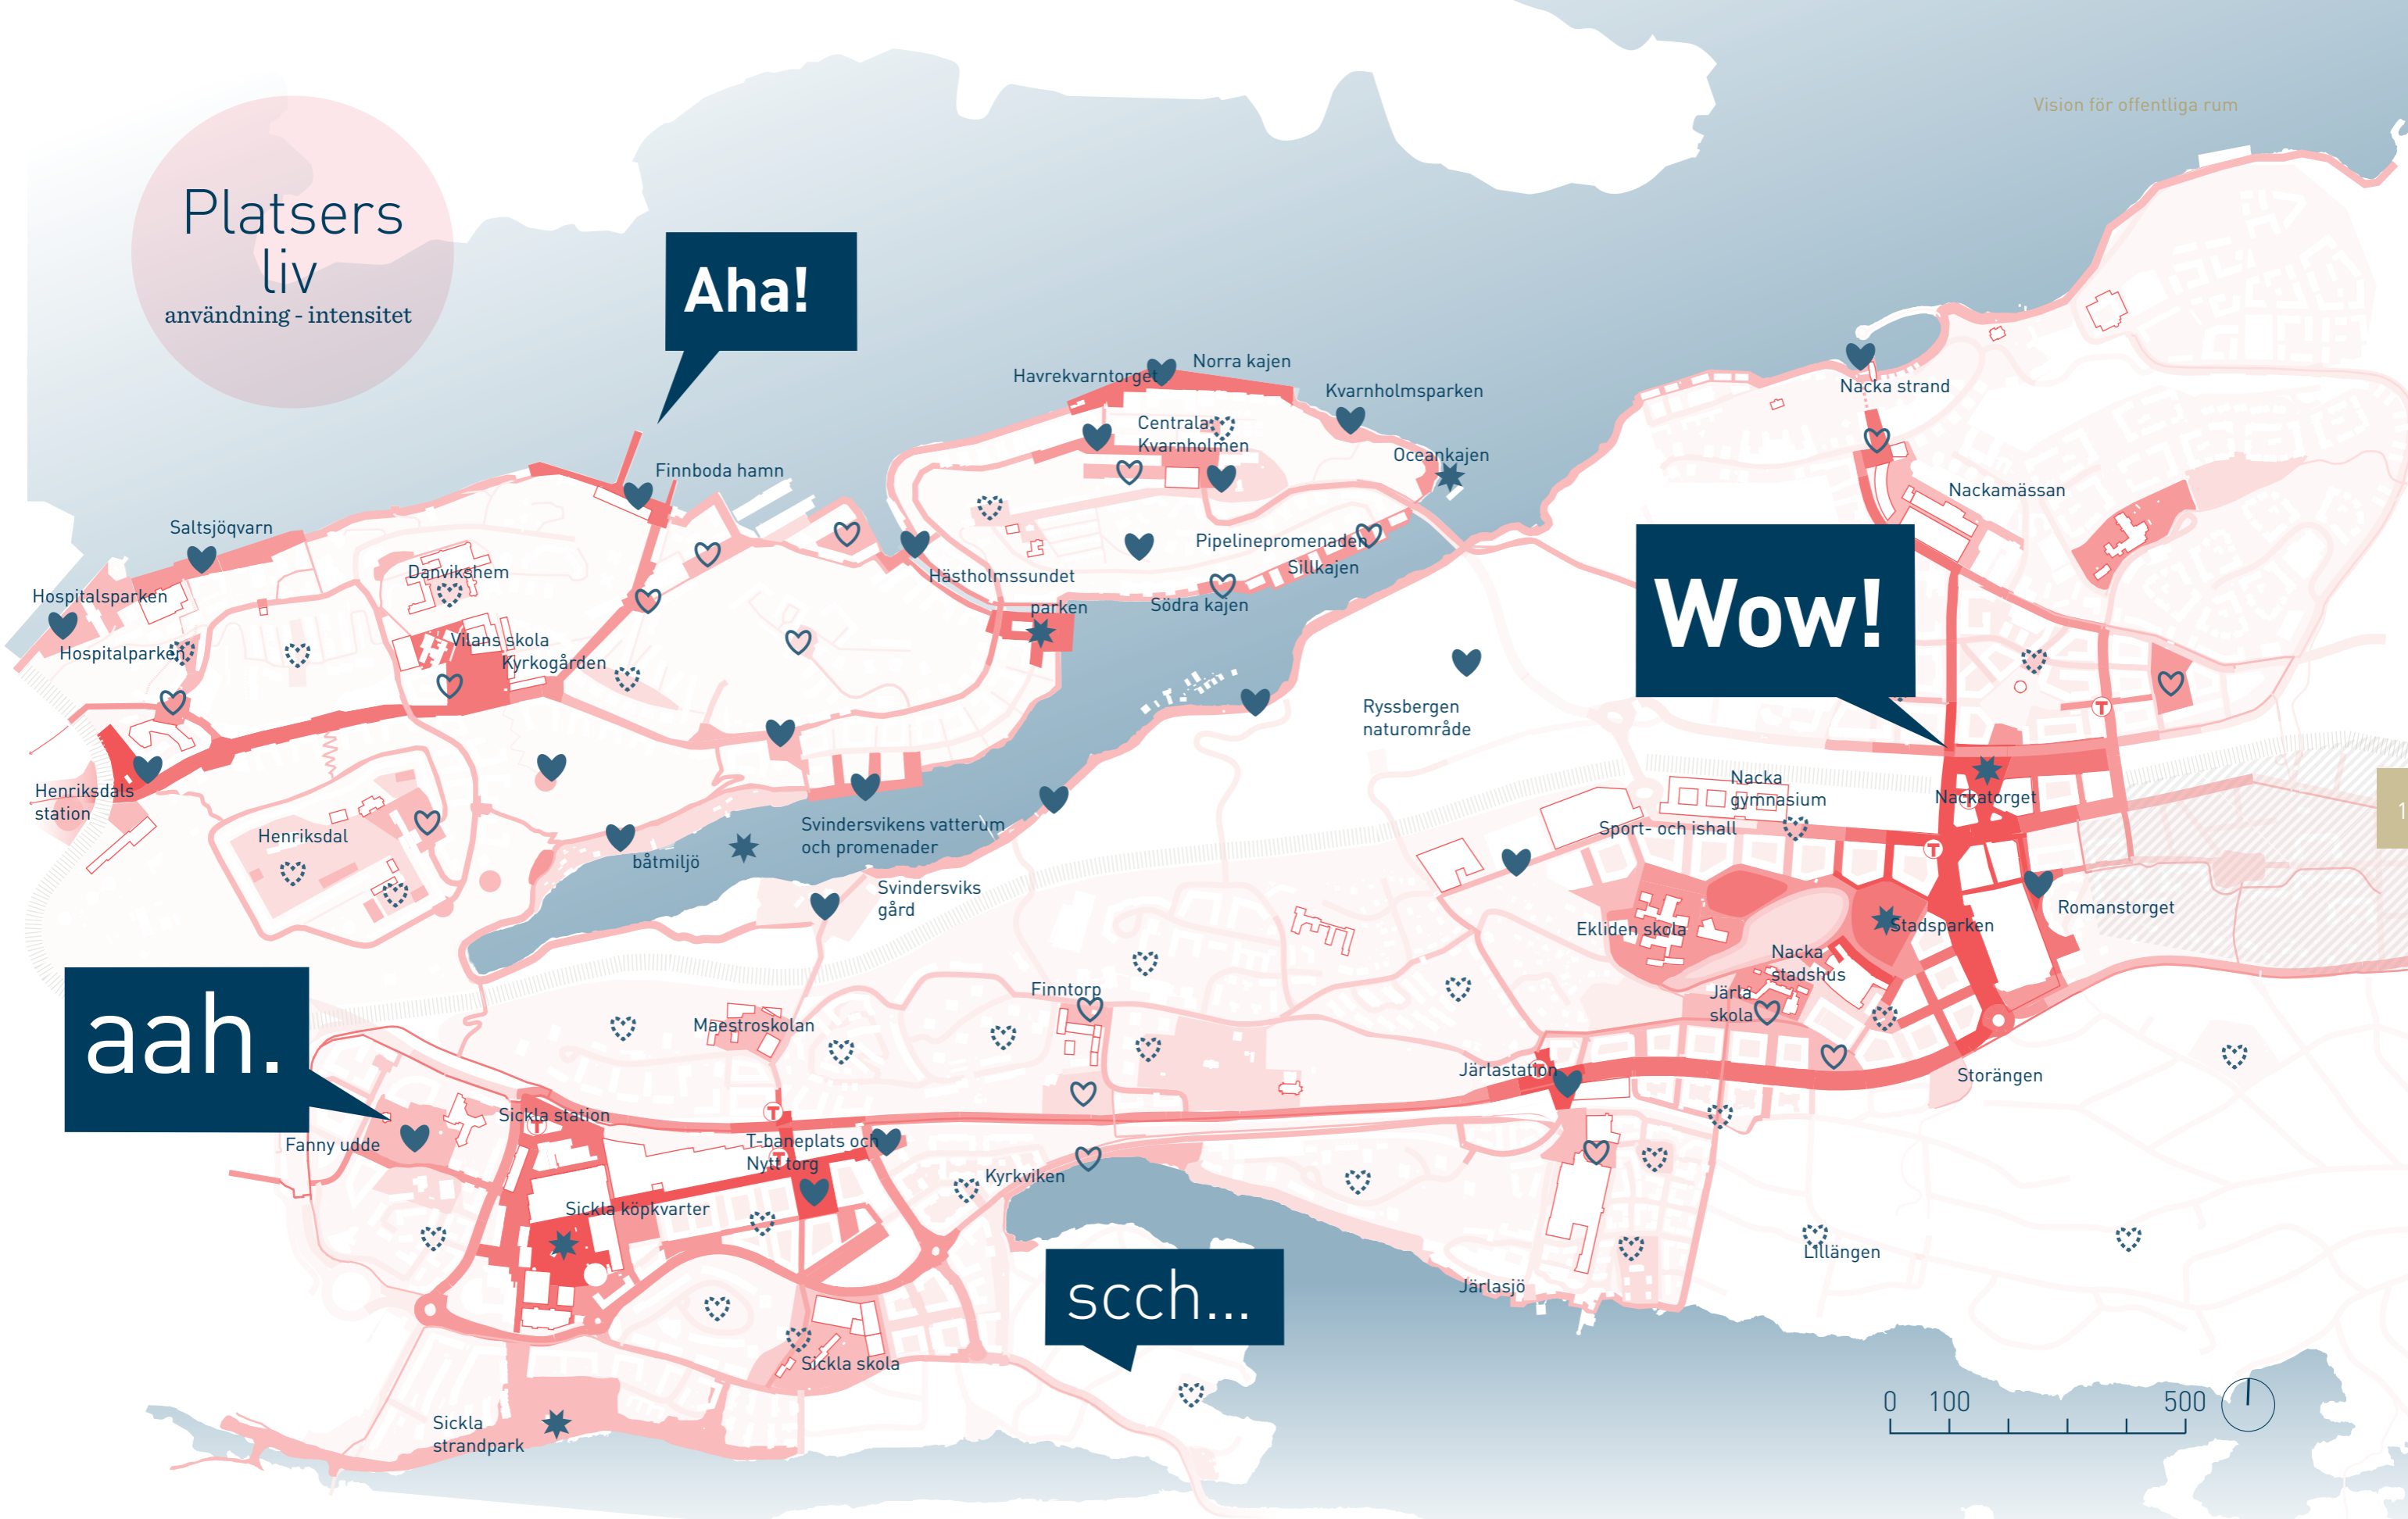 Vision för offentliga rum
Platsers
liv
användning - intensitet
Aha!
Wow!
aah.
scch...
Havrekvarntorget
Norra kajen
Kvarnholmsparken
Centrala
Kvarnholmen
Oceankajen
Nacka strand
Nackamässan
Finnboda hamn
Saltsjöqvarn
Danvikshem
Hospitalsparken
Hospitalparken
Vilans skola
Kyrkogården
Pipelinepromenaden
Sillkajen
Hästholmssundet
parken
Södra kajen
Ryssbergen
naturområde
Henriksdals
station
Henriksdal
båtmiljö
Svindersvikens vatterum
och promenader
Svindersviks
gård
Nacka
gymnasium
Sport- och ishall
Nackatorget
Romanstorget
Ekliden skola
Stadsparken
Nacka
stadshus
Järla
skola
Finntorp
Maestroskolan
Järlastation
Storängen
Fanny udde
Sickla station
T
T
T
T
T
T
T
T-baneplats och
Nytt torg
Kyrkviken
Sickla köpkvarter
Lillängen
Järlasjö
Sickla skola
Sickla
strandpark
0 100 500
1